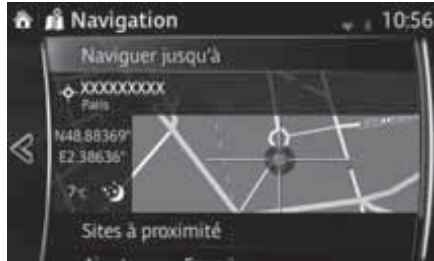 Navigation
10:56
Naviguer jusqu'à
XXXXXXXXX
Paris
N48.88369°
E2.38636°
7°c
Sites à proximité